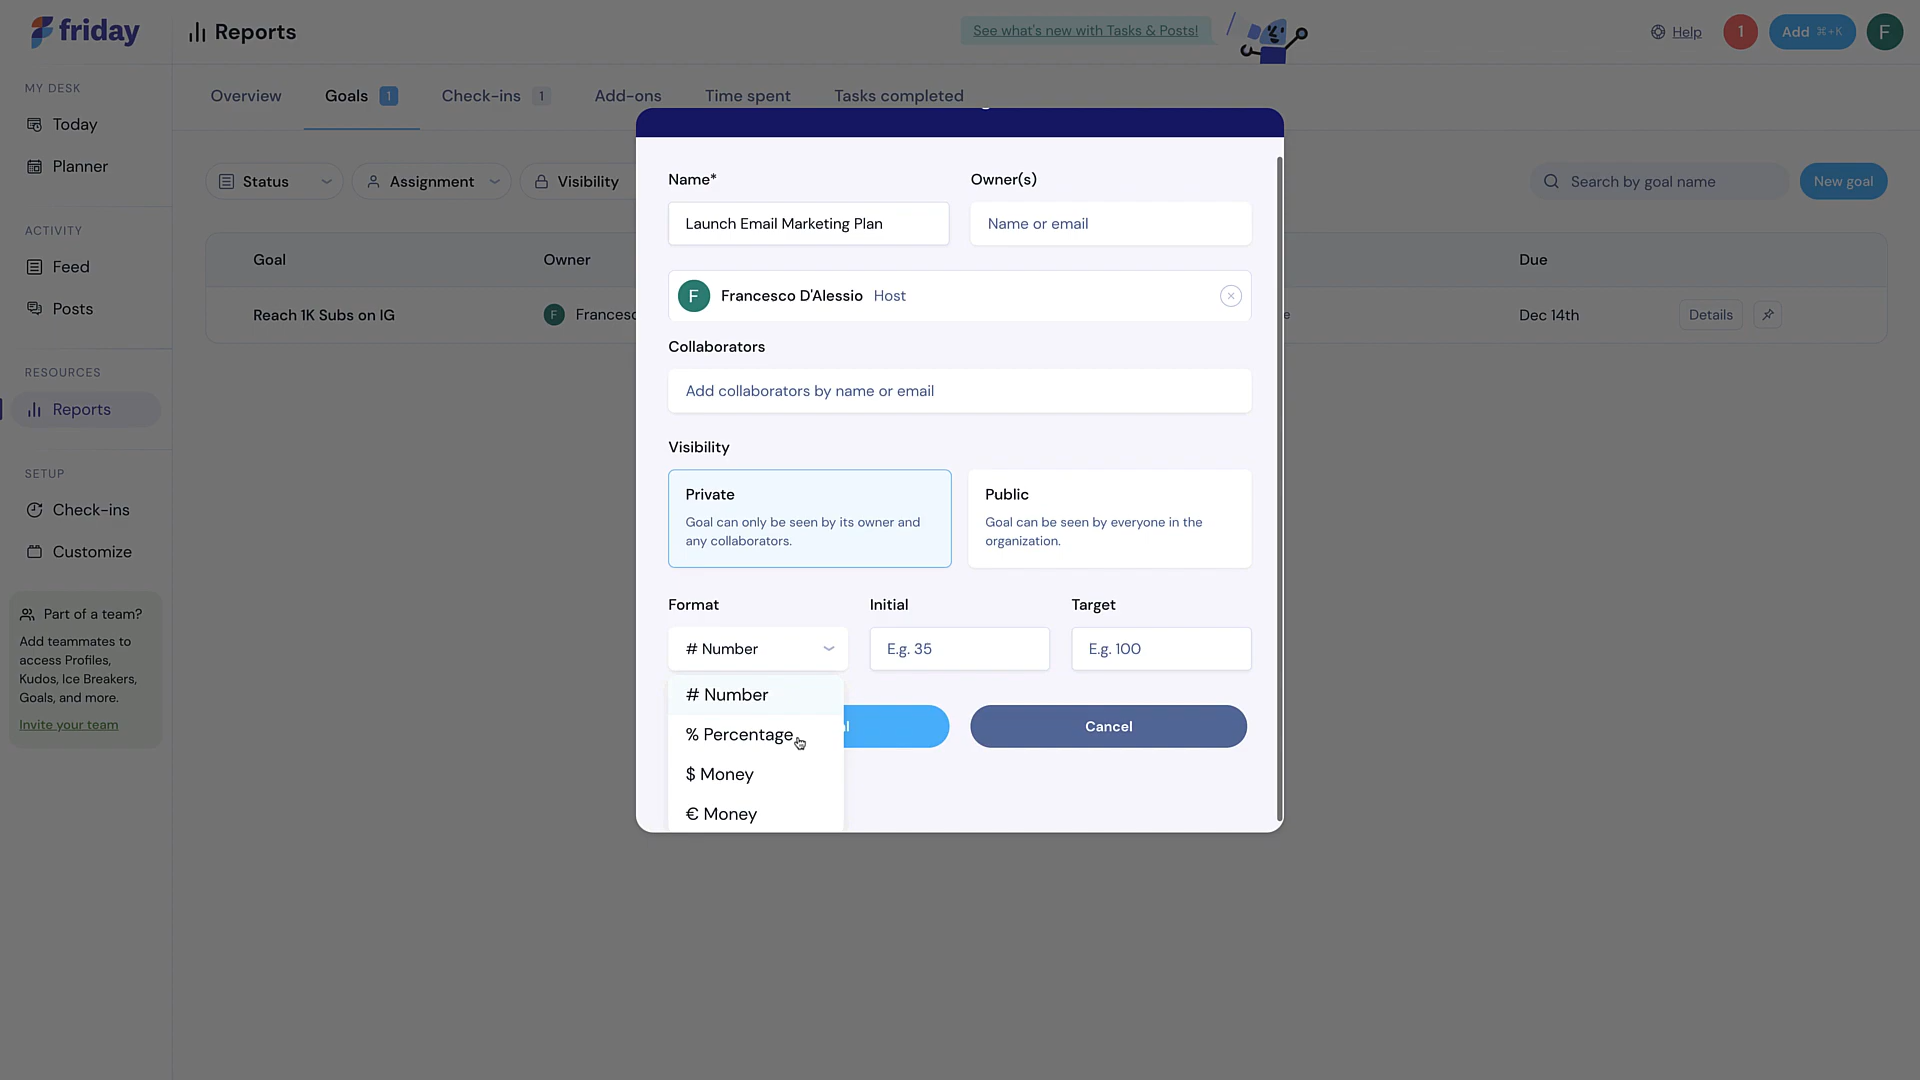 friday
Reports
See what's new with Tasks & Posts!
Help
1
Add ⌘+K
F
MY DESK
Today
Planner
ACTIVITY
Feed
Posts
RESOURCES
Reports
SETUP
Check-ins
Customize
Part of a team?
Add teammates to
access Profiles,
Kudos, Ice Breakers,
Goals, and more.
Invite your team
Overview
Goals 1
Check-ins 1
Add-ons
Time spent
Tasks completed
Status
Assignment
Visibility
Search by goal name
New goal
Goal
Owner
Due
Reach 1K Subs on IG
F
Dec 14th
Details
Name*
Owner(s)
Launch Email Marketing Plan
Name or email
F
Francesco D'Alessio Host
Collaborators
Add collaborators by name or email
Visibility
Private
Goal can only be seen by its owner and
any collaborators.
Public
Goal can be seen by everyone in the
organization.
Format
Initial
Target
# Number
E.g. 35
E.g. 100
# Number
% Percentage
$ Money
€ Money
Cancel